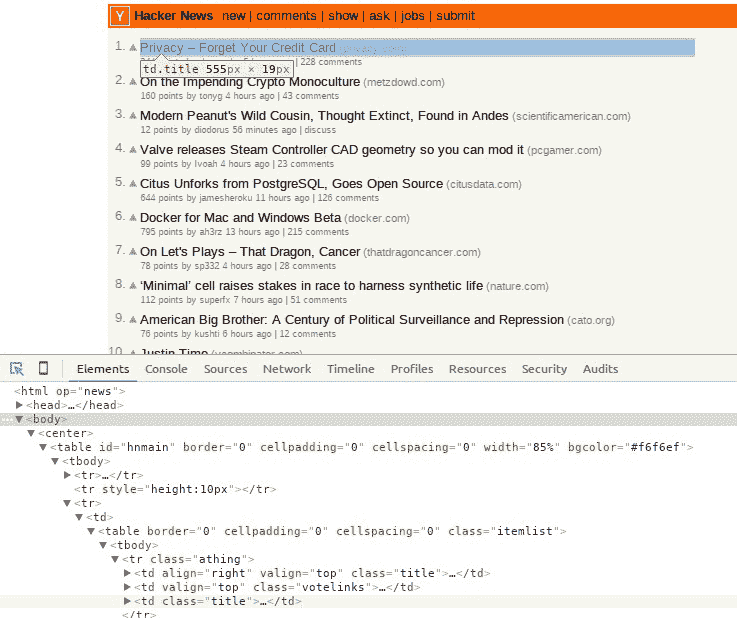 Y Hacker News new | comments | show | ask | jobs | submit
1. Privacy – Forget Your Credit Card
| 228 comments
td.title 555px × 19px
2. On the Impending Crypto Monoculture (metzdowd.com)
160 points by tonyg 4 hours ago | 43 comments
3. Modern Peanut's Wild Cousin, Thought Extinct, Found in Andes (scientificamerican.com)
12 points by diodorus 56 minutes ago | discuss
4. Valve releases Steam Controller CAD geometry so you can mod it (pcgamer.com)
99 points by lvoah 4 hours ago | 23 comments
5. Citus Unforks from PostgreSQL, Goes Open Source (citusdata.com)
644 points by jamesheroku 11 hours ago | 126 comments
6. Docker for Mac and Windows Beta (docker.com)
795 points by ah3rz 13 hours ago | 215 comments
7. On Let's Plays – That Dragon, Cancer (thatdragoncancer.com)
78 points by sp332 4 hours ago | 28 comments
8. ‘Minimal’ cell raises stakes in race to harness synthetic life (nature.com)
112 points by superfx 7 hours ago | 51 comments
9. American Big Brother: A Century of Political Surveillance and Repression (cato.org)
76 points by kushti 6 hours ago | 12 comments
10. Justin Time (ycombinator.com)
Elements Console Sources Network Timeline Profiles Resources Security Audits
<html op="news">
<head>…</head>
<body>
<center>
<table id="hnmain" border="0" cellpadding="0" cellspacing="0" width="85%" bgcolor="#f6f6ef">
<tbody>
<tr>…</tr>
<tr style="height:10px"></tr>
<tr>
<td>
<table border="0" cellpadding="0" cellspacing="0" class="itemlist">
<tbody>
<tr class="athing">
<td align="right" valign="top" class="title">…</td>
<td valign="top" class="votelinks">…</td>
<td class="title">…</td>
</tr>